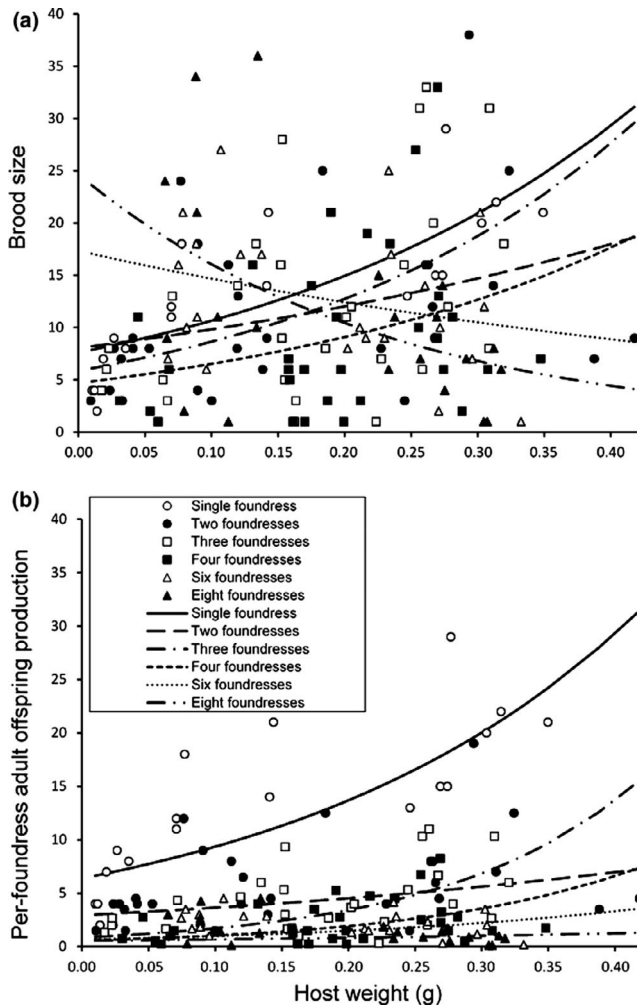 (a)
40
35
30
25
20
15
10
5
0
Brood size
0.00 0.05 0.10 0.15 0.20 0.25 0.30 0.35 0.40
(b)
40
35
30
25
20
15
10
5
0
Per-foundress adult offspring production
Single foundress
Two foundresses
Three foundresses
Four foundresses
Six foundresses
Eight foundresses
Single foundress
Two foundresses
Three foundresses
Four foundresses
Six foundresses
Eight foundresses
0.00 0.05 0.10 0.15 0.20 0.25 0.30 0.35 0.40
Host weight (g)